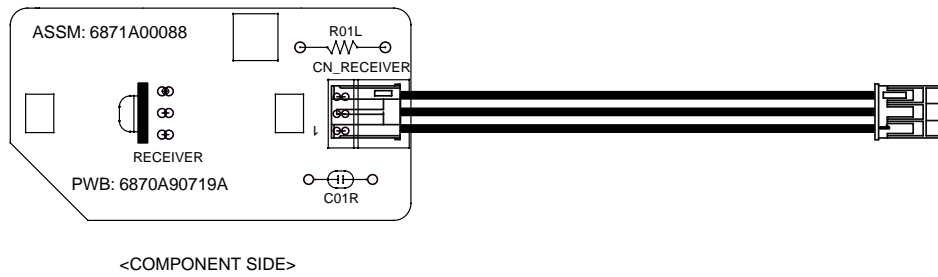 ASSM: 6871A00088
R01L
CN_RECEIVER
1
RECEIVER
PWB: 6870A90719A
C01R
<COMPONENT SIDE>